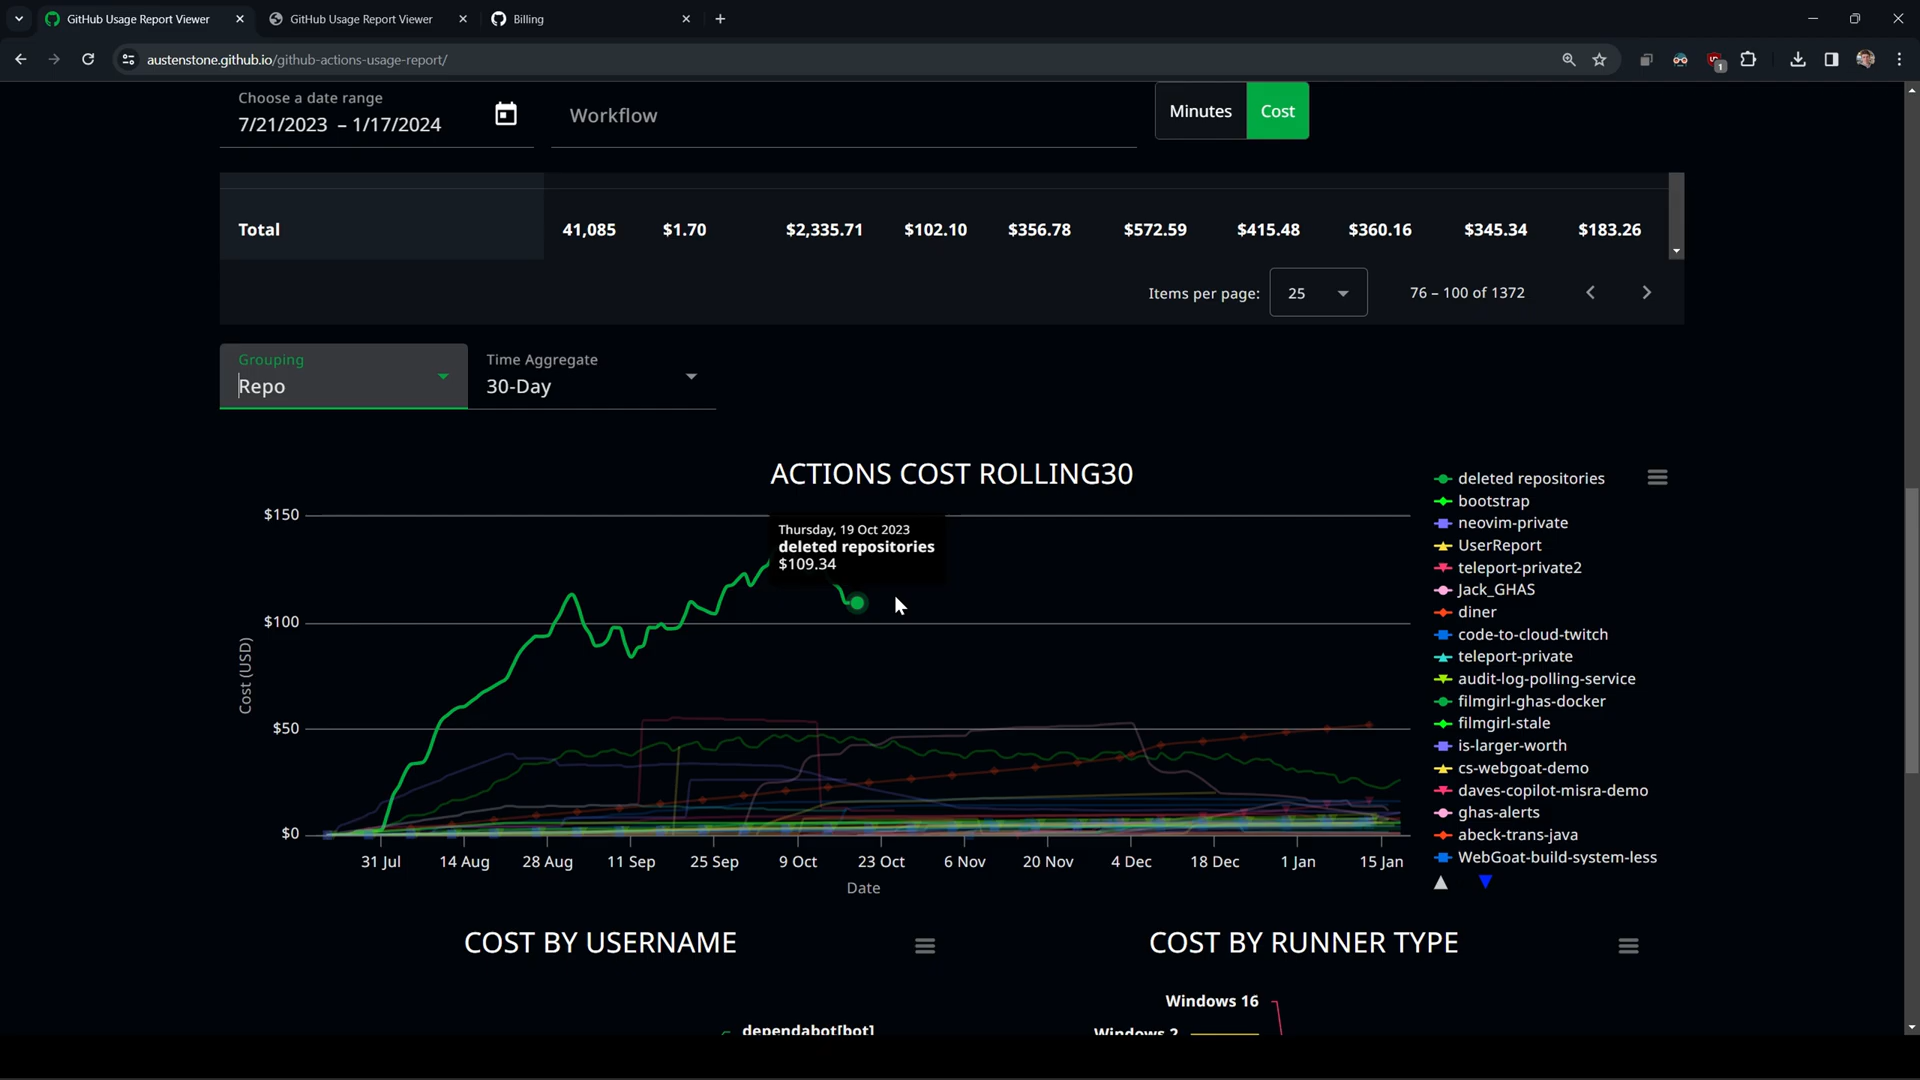 GitHub Usage Report Viewer
GitHub Usage Report Viewer
Billing
austenstone.github.io/github-actions-usage-report/
1
Choose a date range
7/21/2023 – 1/17/2024
Workflow
Minutes
Cost
Total 41,085 $1.70 $2,335.71 $102.10 $356.78 $572.59 $415.48 $360.16 $345.34 $183.26
Items per page: 25 76 – 100 of 1372
Grouping
Repo
Time Aggregate
30-Day
ACTIONS COST ROLLING30
$150
$100
$50
$0
Cost (USD)
Thursday, 19 Oct 2023
deleted repositories
$109.34
31 Jul 14 Aug 28 Aug 11 Sep 25 Sep 9 Oct 23 Oct 6 Nov 20 Nov 4 Dec 18 Dec 1 Jan 15 Jan
Date
deleted repositories
bootstrap
neovim-private
UserReport
teleport-private2
Jack_GHAS
diner
code-to-cloud-twitch
teleport-private
audit-log-polling-service
filmgirl-ghas-docker
filmgirl-stale
is-larger-worth
cs-webgoat-demo
daves-copilot-misra-demo
ghas-alerts
abeck-trans-java
WebGoat-build-system-less
COST BY USERNAME
dependabot[bot]
COST BY RUNNER TYPE
Windows 16
Windows 2